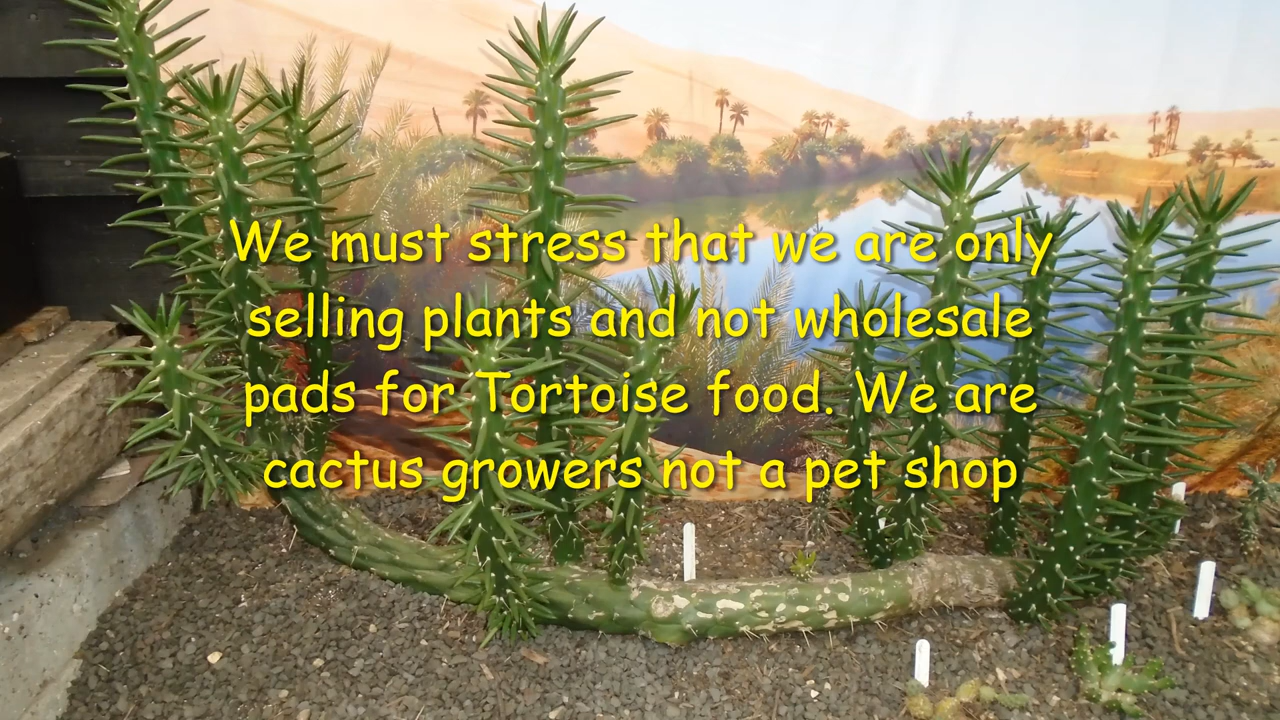 We must stress that we are only
selling plants and not wholesale
pads for Tortoise food. We are
cactus growers not a pet shop